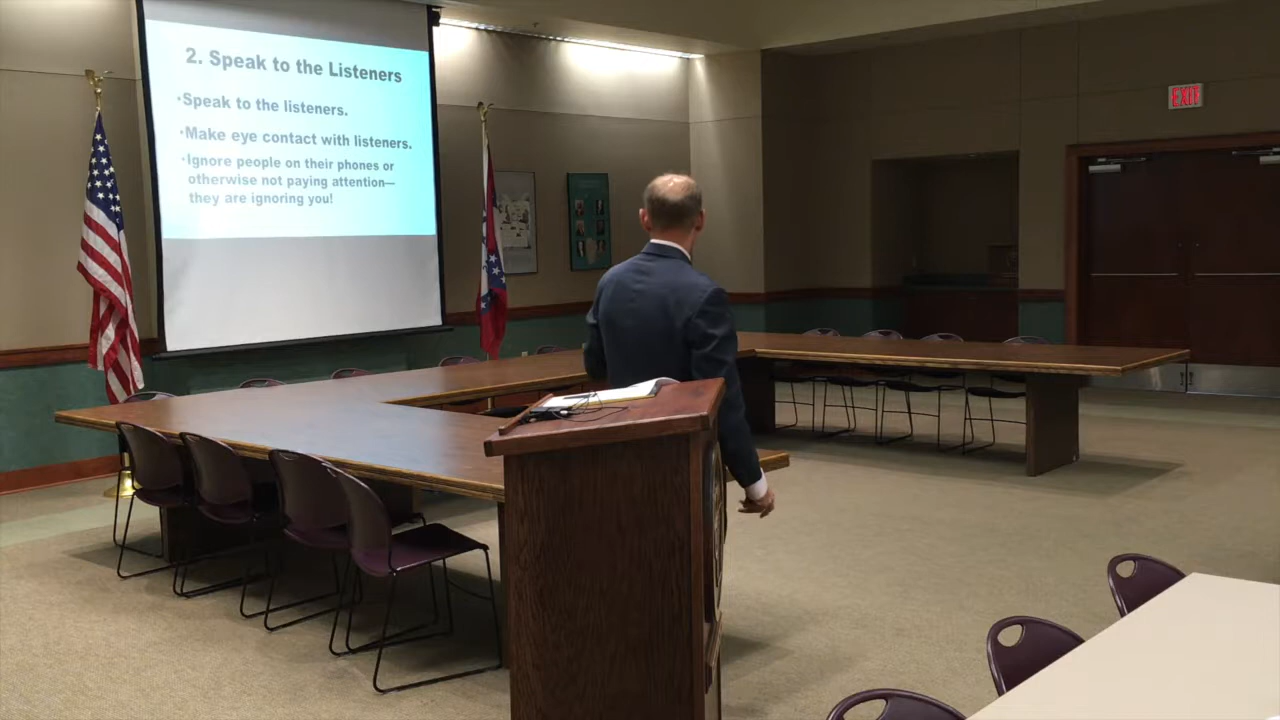 2. Speak to the Listeners
•Speak to the listeners.
•Make eye contact with listeners.
•Ignore people on their phones or
otherwise not paying attention—
they are ignoring you!
EXIT